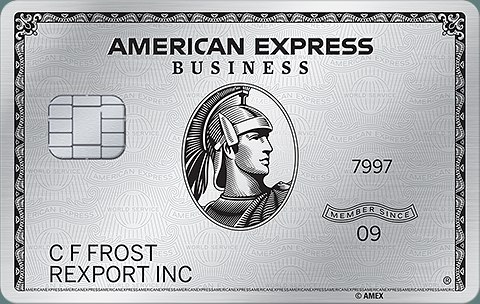 AMERICAN EXPRESS
BUSINESS
7997
MEMBER SINCE
09
C F FROST
REXPORT INC
®
© AMEX